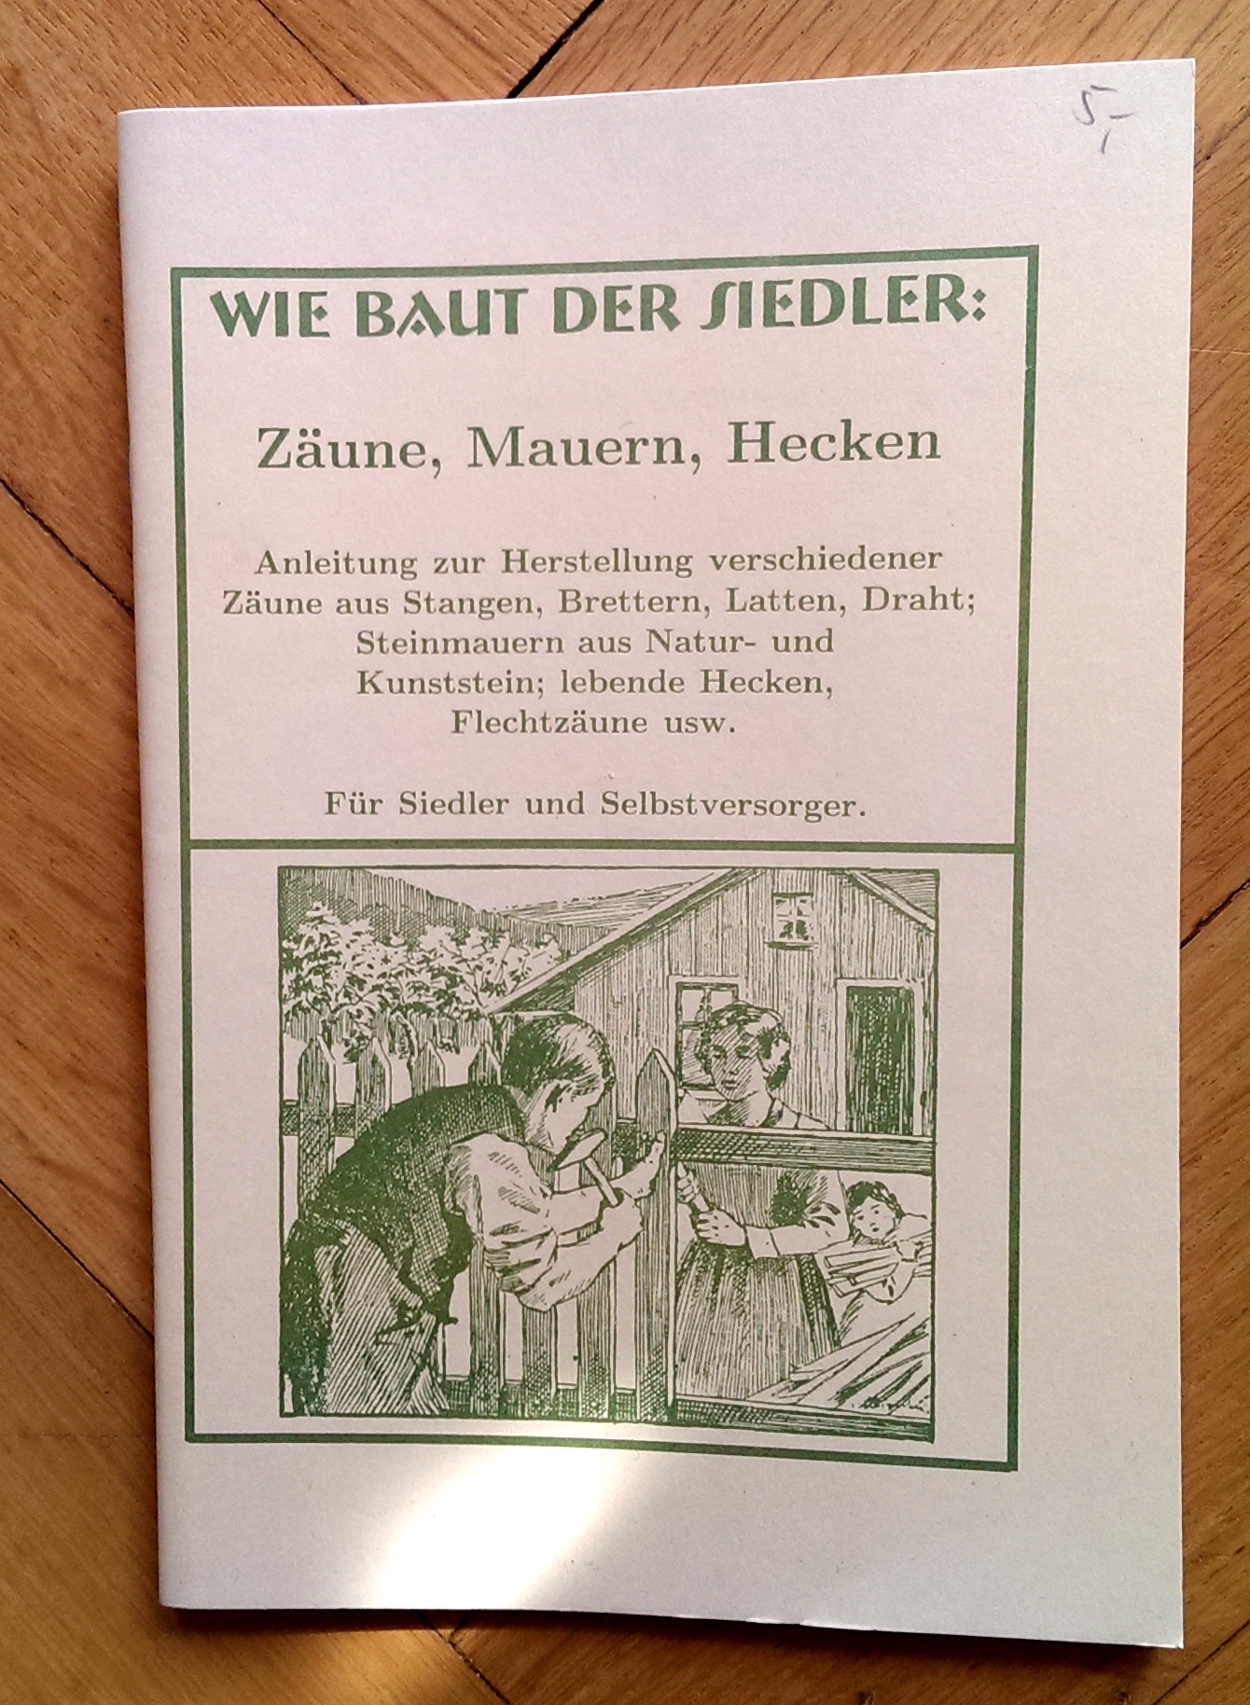 5,-
WIE BAUT DER SIEDLER:
Zäune, Mauern, Hecken
Anleitung zur Herstellung verschiedener
Zäune aus Stangen, Brettern, Latten, Draht;
Steinmauern aus Natur- und
Kunststein; lebende Hecken,
Flechtzäune usw.
Für Siedler und Selbstversorger.